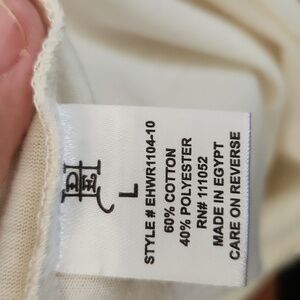 L
STYLE # EHWR1104-10
60% COTTON
40% POLYESTER
RN# 111052
MADE IN EGYPT
CARE ON REVERSE